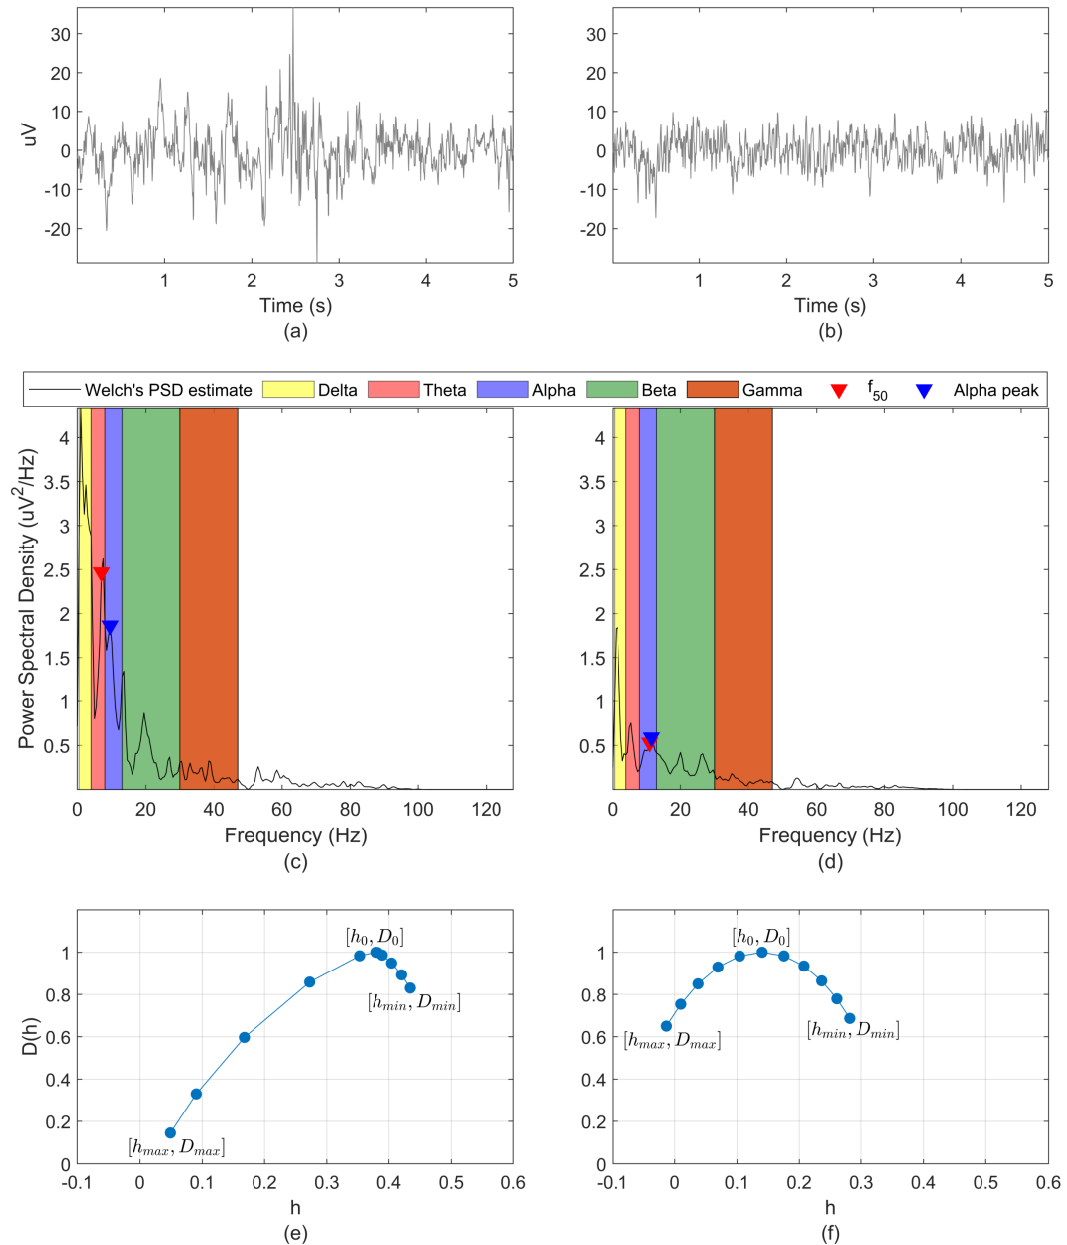 30
20
10
0
-10
-20
uV
1 2 3 4 5
Time (s)
(a)
30
20
10
0
-10
-20
1 2 3 4 5
Time (s)
(b)
Welch's PSD estimate Delta Theta Alpha Beta Gamma f50 Alpha peak
4
3.5
3
2.5
2
1.5
1
0.5
Power Spectral Density (uV2/Hz)
0 20 40 60 80 100 120
Frequency (Hz)
(c)
4
3.5
3
2.5
2
1.5
1
0.5
0 20 40 60 80 100 120
Frequency (Hz)
(d)
1
0.8
0.6
0.4
0.2
0
D(h)
[h0, D0]
[hmin, Dmin]
[hmax, Dmax]
-0.1 0 0.1 0.2 0.3 0.4 0.5 0.6
h
(e)
1
0.8
0.6
0.4
0.2
0
[h0, D0]
[hmax, Dmax]
[hmin, Dmin]
-0.1 0 0.1 0.2 0.3 0.4 0.5 0.6
h
(f)